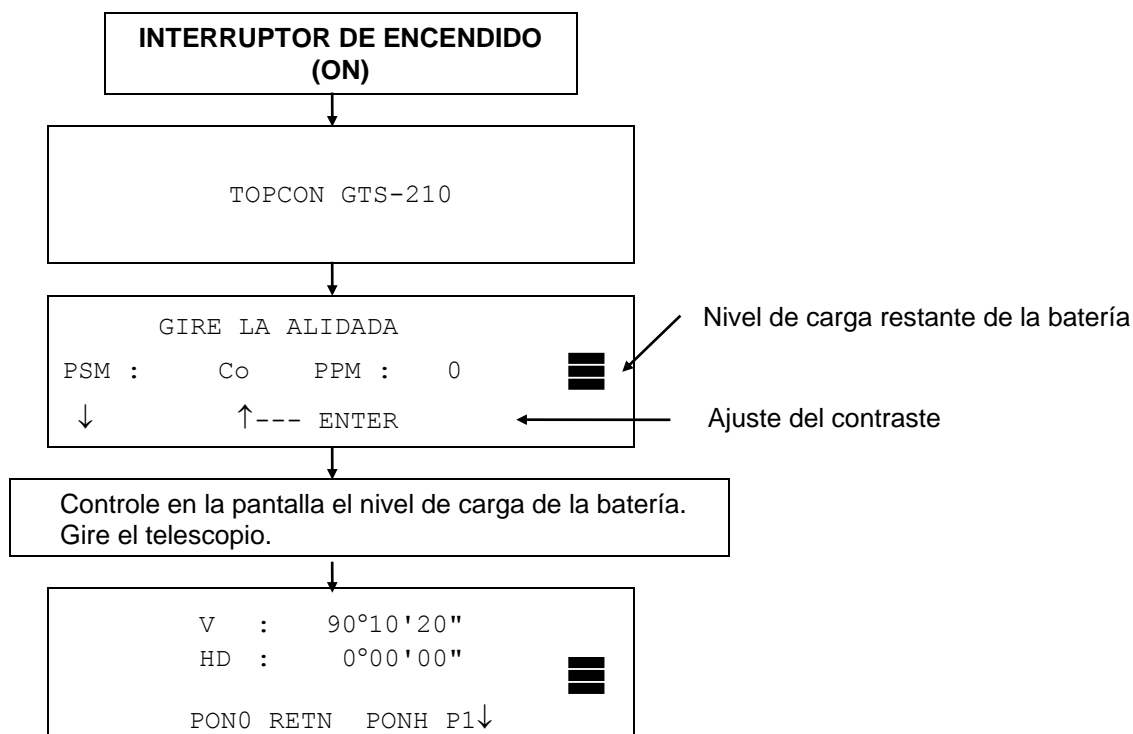 INTERRUPTOR DE ENCENDIDO
(ON)
TOPCON GTS-210
GIRE LA ALIDADA
PSM : Co PPM : 0
↓ ↑--- ENTER
Nivel de carga restante de la batería
Ajuste del contraste
Controle en la pantalla el nivel de carga de la batería.
Gire el telescopio.
V : 90°10'20"
HD : 0°00'00"
PON0 RETN PONH P1↓